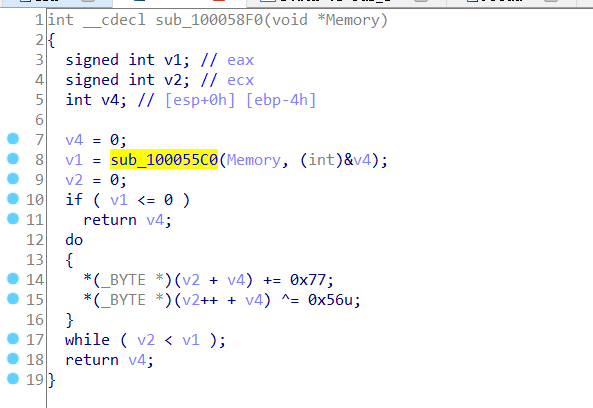 1 int __cdecl sub_100058F0(void *Memory)
2 {
3   signed int v1; // eax
4   signed int v2; // ecx
5   int v4; // [esp+0h] [ebp-4h]
6
7   v4 = 0;
8   v1 = sub_100055C0(Memory, (int)&v4);
9   v2 = 0;
10   if ( v1 <= 0 )
11     return v4;
12   do
13   {
14     *(_BYTE *)(v2 + v4) += 0x77;
15     *(_BYTE *)(v2++ + v4) ^= 0x56u;
16   }
17   while ( v2 < v1 );
18   return v4;
19 }